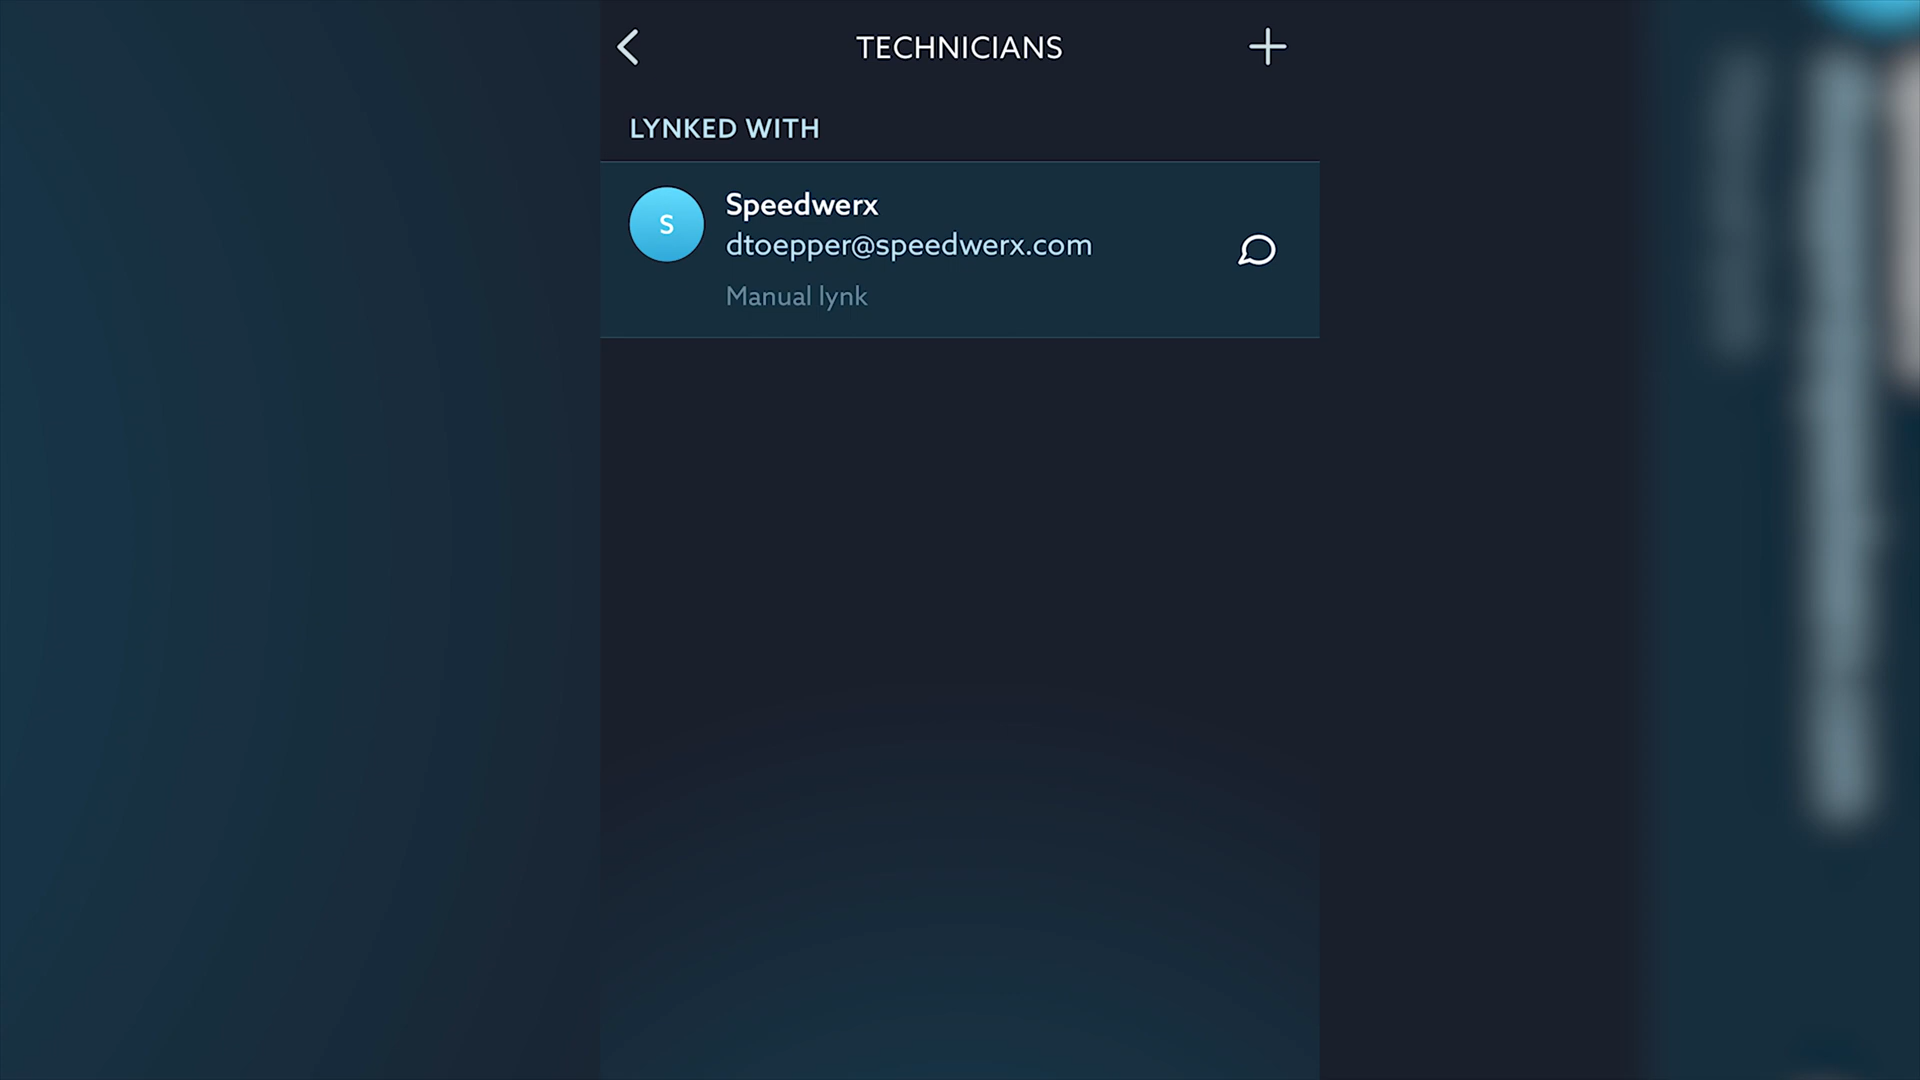 TECHNICIANS
LYNKED WITH
S
Speedwerx
dtoepper@speedwerx.com
Manual lynk